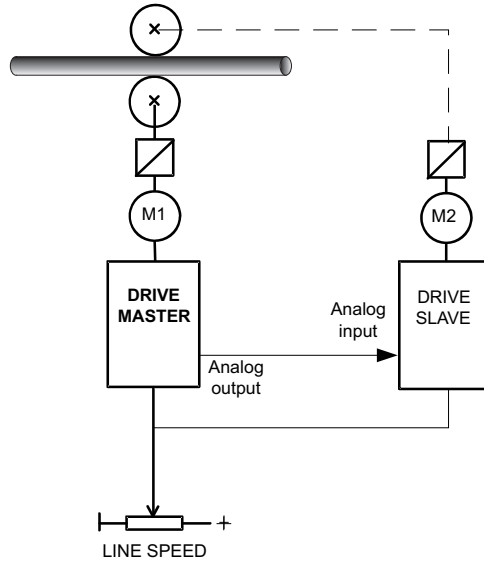 M1
M2
DRIVE
MASTER
DRIVE
SLAVE
Analog
input
Analog
output
LINE SPEED